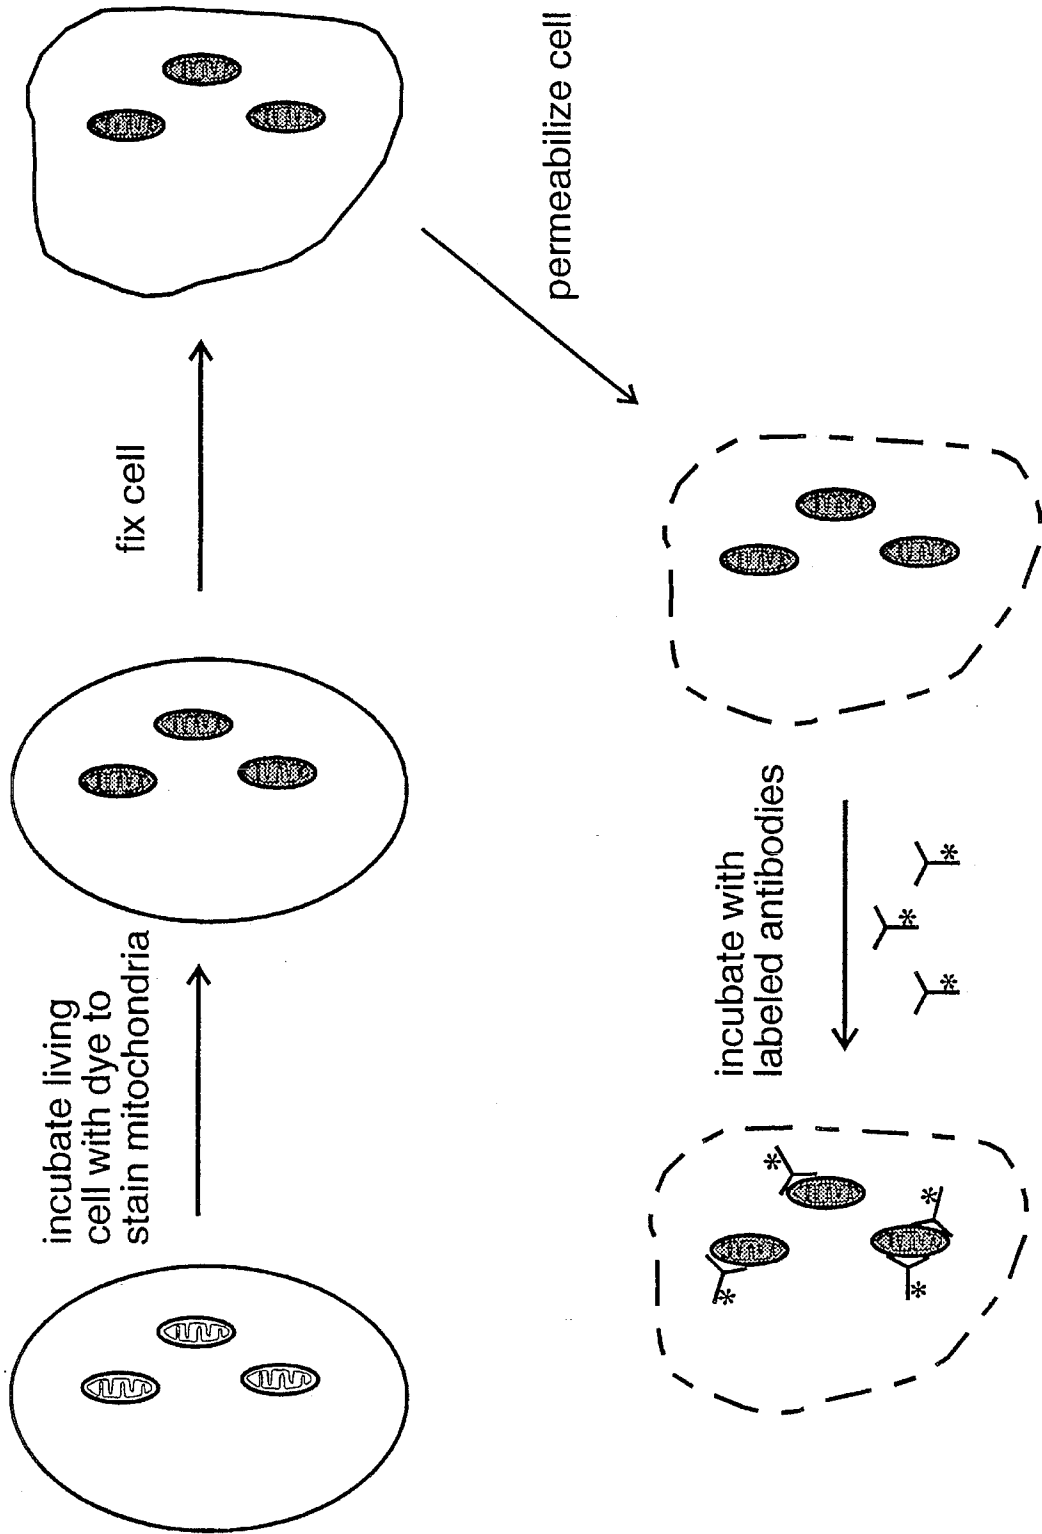 incubate living
cell with dye to
stain mitochondria
fix cell
permeabilize cell
incubate with
labeled antibodies
*
*
*
*
*
*
*